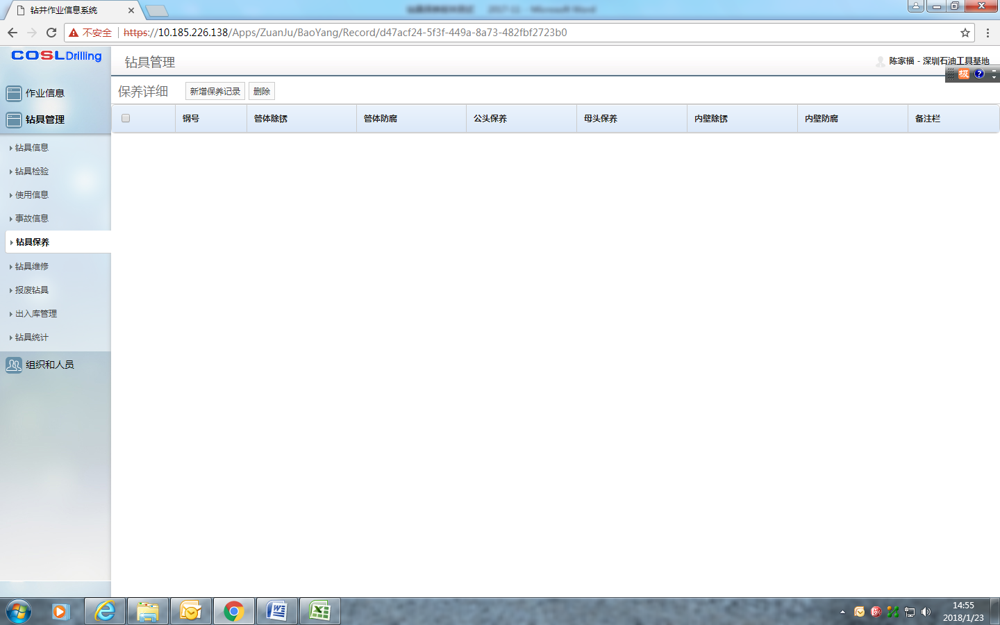 钻井作业信息系统
不安全 https://10.185.226.138/Apps/ZuanJu/BaoYang/Record/d47acf24-5f3f-449a-8a73-482fbf2723b0
COSL Drilling
钻具管理
陈家福 - 深圳石油工具基地
极 ?
作业信息
钻具管理
钻具信息
钻具检验
使用信息
事故信息
钻具保养
钻具维修
报废钻具
出入库管理
钻具统计
组织和人员
保养详细 新增保养记录 删除
钢号 管体除锈 管体防腐 公头保养 母头保养 内壁除锈 内壁防腐 备注栏
14:55
2018/1/23